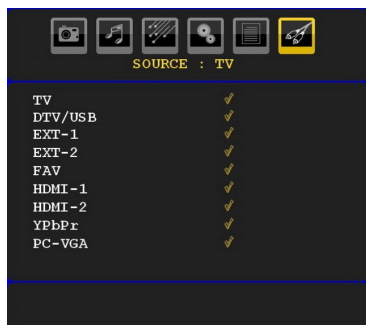 SOURCE : TV
TV
DTV/USB
EXT-1
EXT-2
FAV
HDMI-1
HDMI-2
YPbPr
PC-VGA